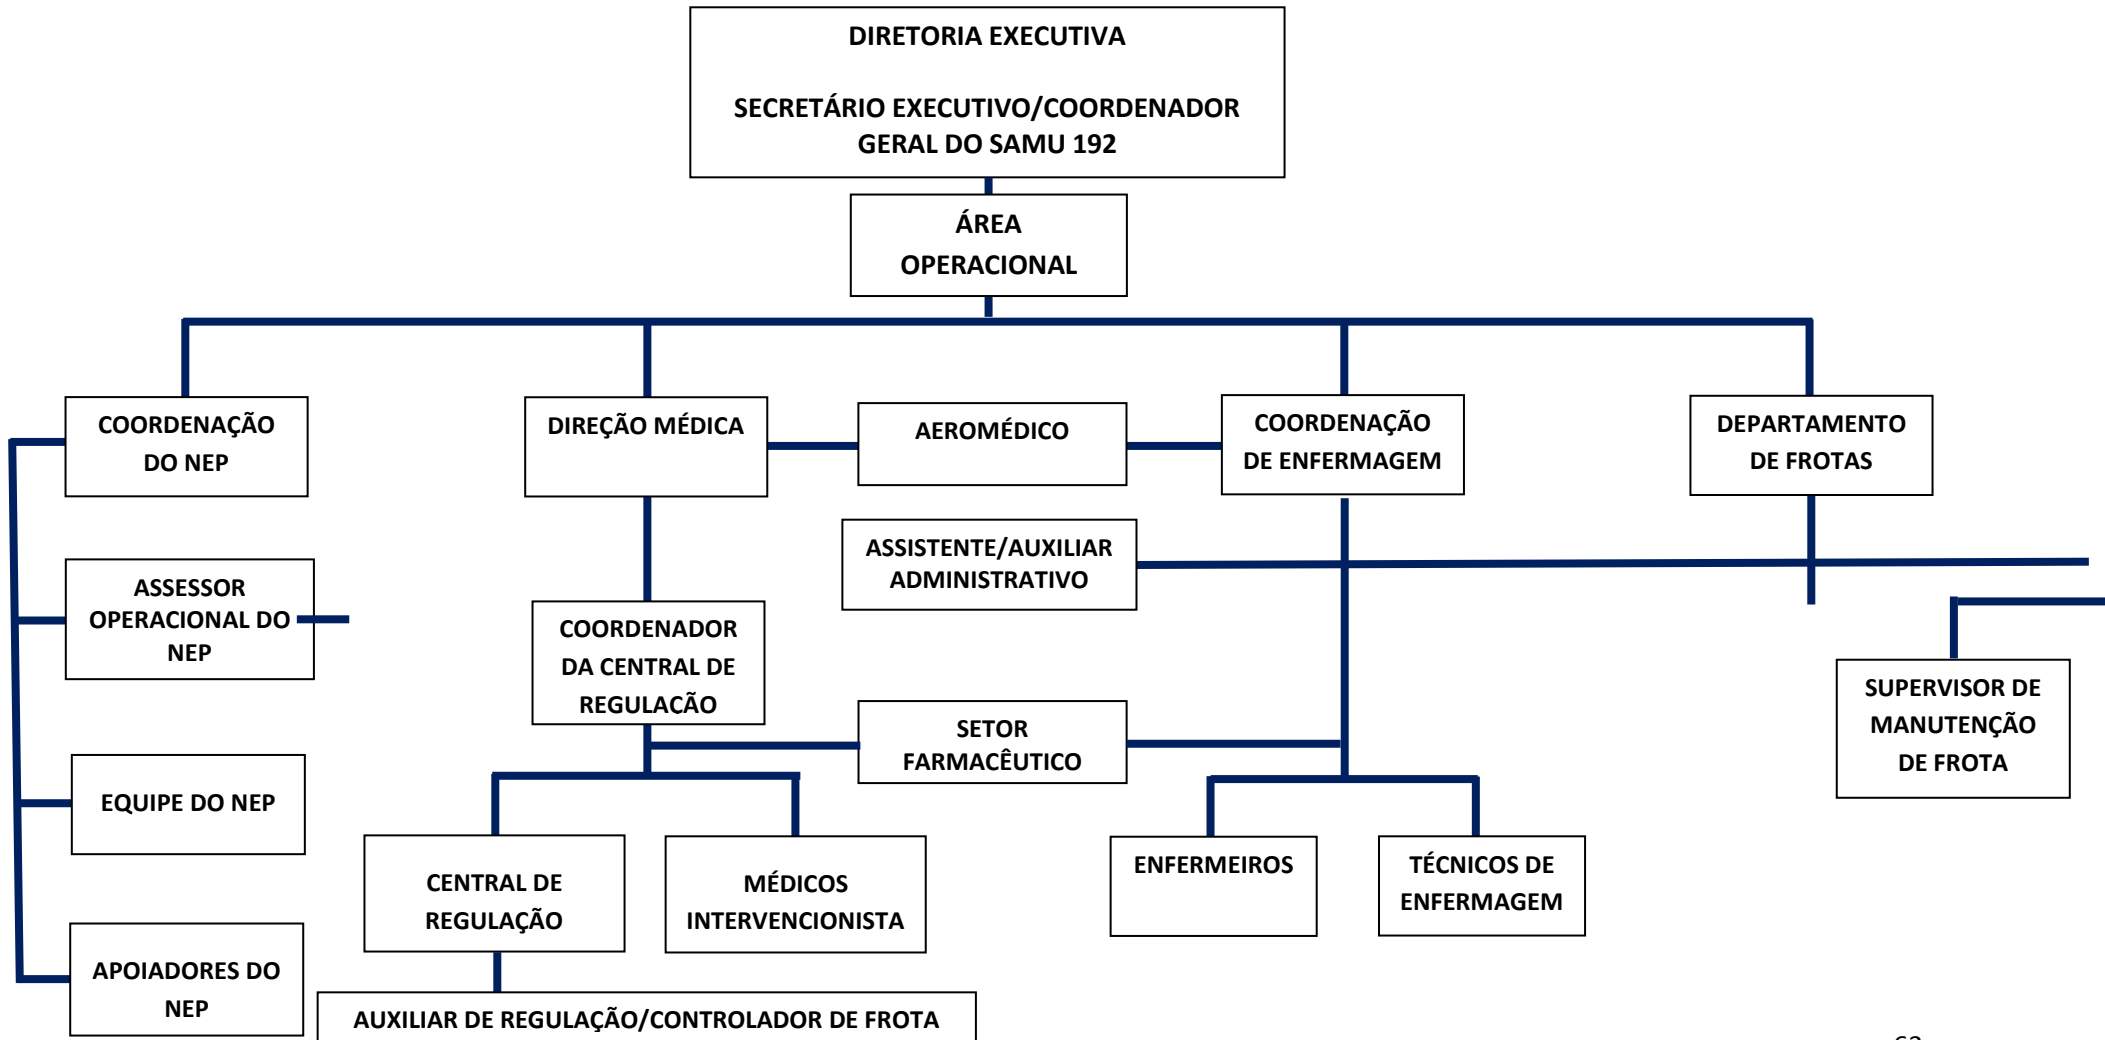 DIRETORIA EXECUTIVA
SECRETÁRIO EXECUTIVO/COORDENADOR
GERAL DO SAMU 192
ÁREA
OPERACIONAL
COORDENAÇÃO
DO NEP
DIREÇÃO MÉDICA
AEROMÉDICO
COORDENAÇÃO
DE ENFERMAGEM
DEPARTAMENTO
DE FROTAS
ASSISTENTE/AUXILIAR
ADMINISTRATIVO
ASSESSOR
OPERACIONAL DO
NEP
COORDENADOR
DA CENTRAL DE
REGULAÇÃO
SUPERVISOR DE
MANUTENÇÃO
DE FROTA
SETOR
FARMACÊUTICO
EQUIPE DO NEP
CENTRAL DE
REGULAÇÃO
MÉDICOS
INTERVENCIONISTA
ENFERMEIROS
TÉCNICOS DE
ENFERMAGEM
APOIADORES DO
NEP
AUXILIAR DE REGULAÇÃO/CONTROLADOR DE FROTA